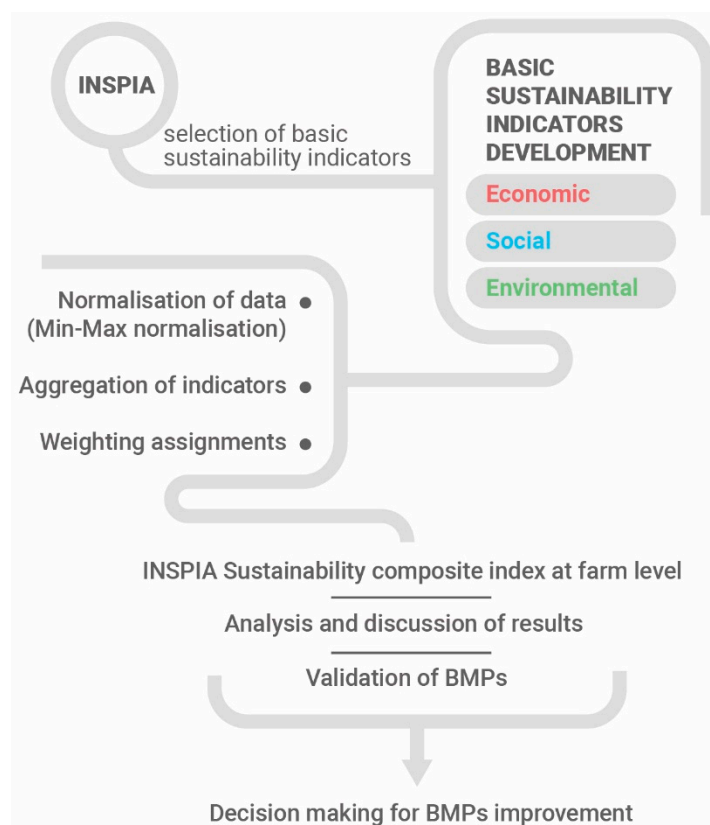 INSPIA
selection of basic
sustainability indicators
BASIC
SUSTAINABILITY
INDICATORS
DEVELOPMENT
Economic
Social
Environmental
Normalisation of data
(Min-Max normalisation)
Aggregation of indicators
Weighting assignments
INSPIA Sustainability composite index at farm level
Analysis and discussion of results
Validation of BMPs
Decision making for BMPs improvement